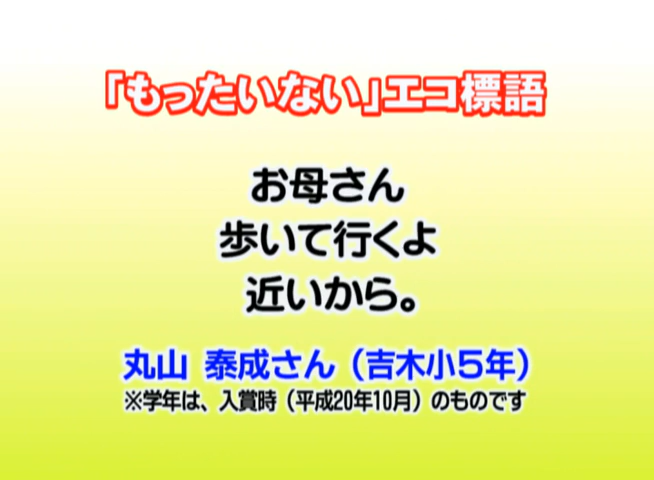 「もったいない」エコ標語
お母さん
歩いて行くよ
近いから。
丸山 泰成さん（吉木小5年）
※学年は、入賞時（平成20年10月）のものです